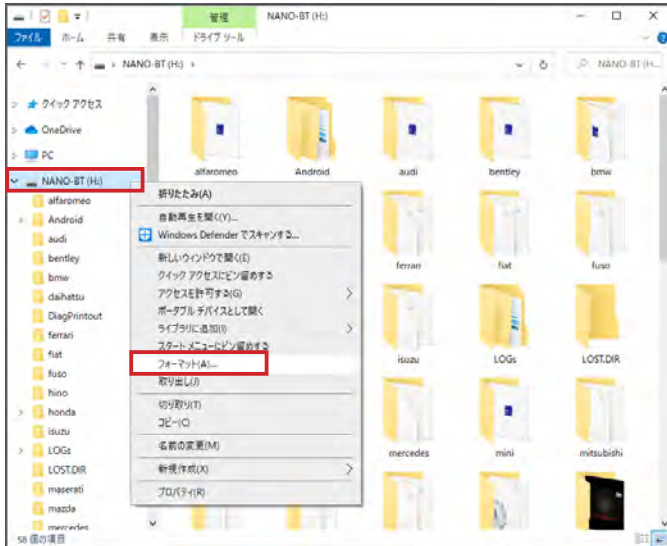 管理
NANO-BT (H:)
ファイル
ホーム
共有
表示
ドライブ ツール
NANO-BT (H:)
NANO-BT (H...
クイック アクセス
OneDrive
PC
NANO-BT (H:)
alfaromeo
Android
audi
bentley
bmw
daihatsu
DiagPrintout
ferrari
fiat
fuso
hino
honda
isuzu
LOGs
LOST.DIR
maserati
mazda
mercedes
折りたたみ(A)
自動再生を開く(Y)...
Windows Defender でスキャンする...
新しいウィンドウで開く(E)
クイック アクセスにピン留めする
アクセスを許可する(G)
ポータブル デバイスとして開く
ライブラリに追加(I)
スタート メニューにピン留めする
フォーマット(A)...
取り出し(J)
切り取り(T)
コピー(C)
名前の変更(M)
新規作成(X)
プロパティ(R)
alfaromeo
Android
audi
bentley
bmw
ferrari
fiat
fuso
isuzu
LOGs
LOST.DIR
mercedes
mini
mitsubishi
58 個の項目